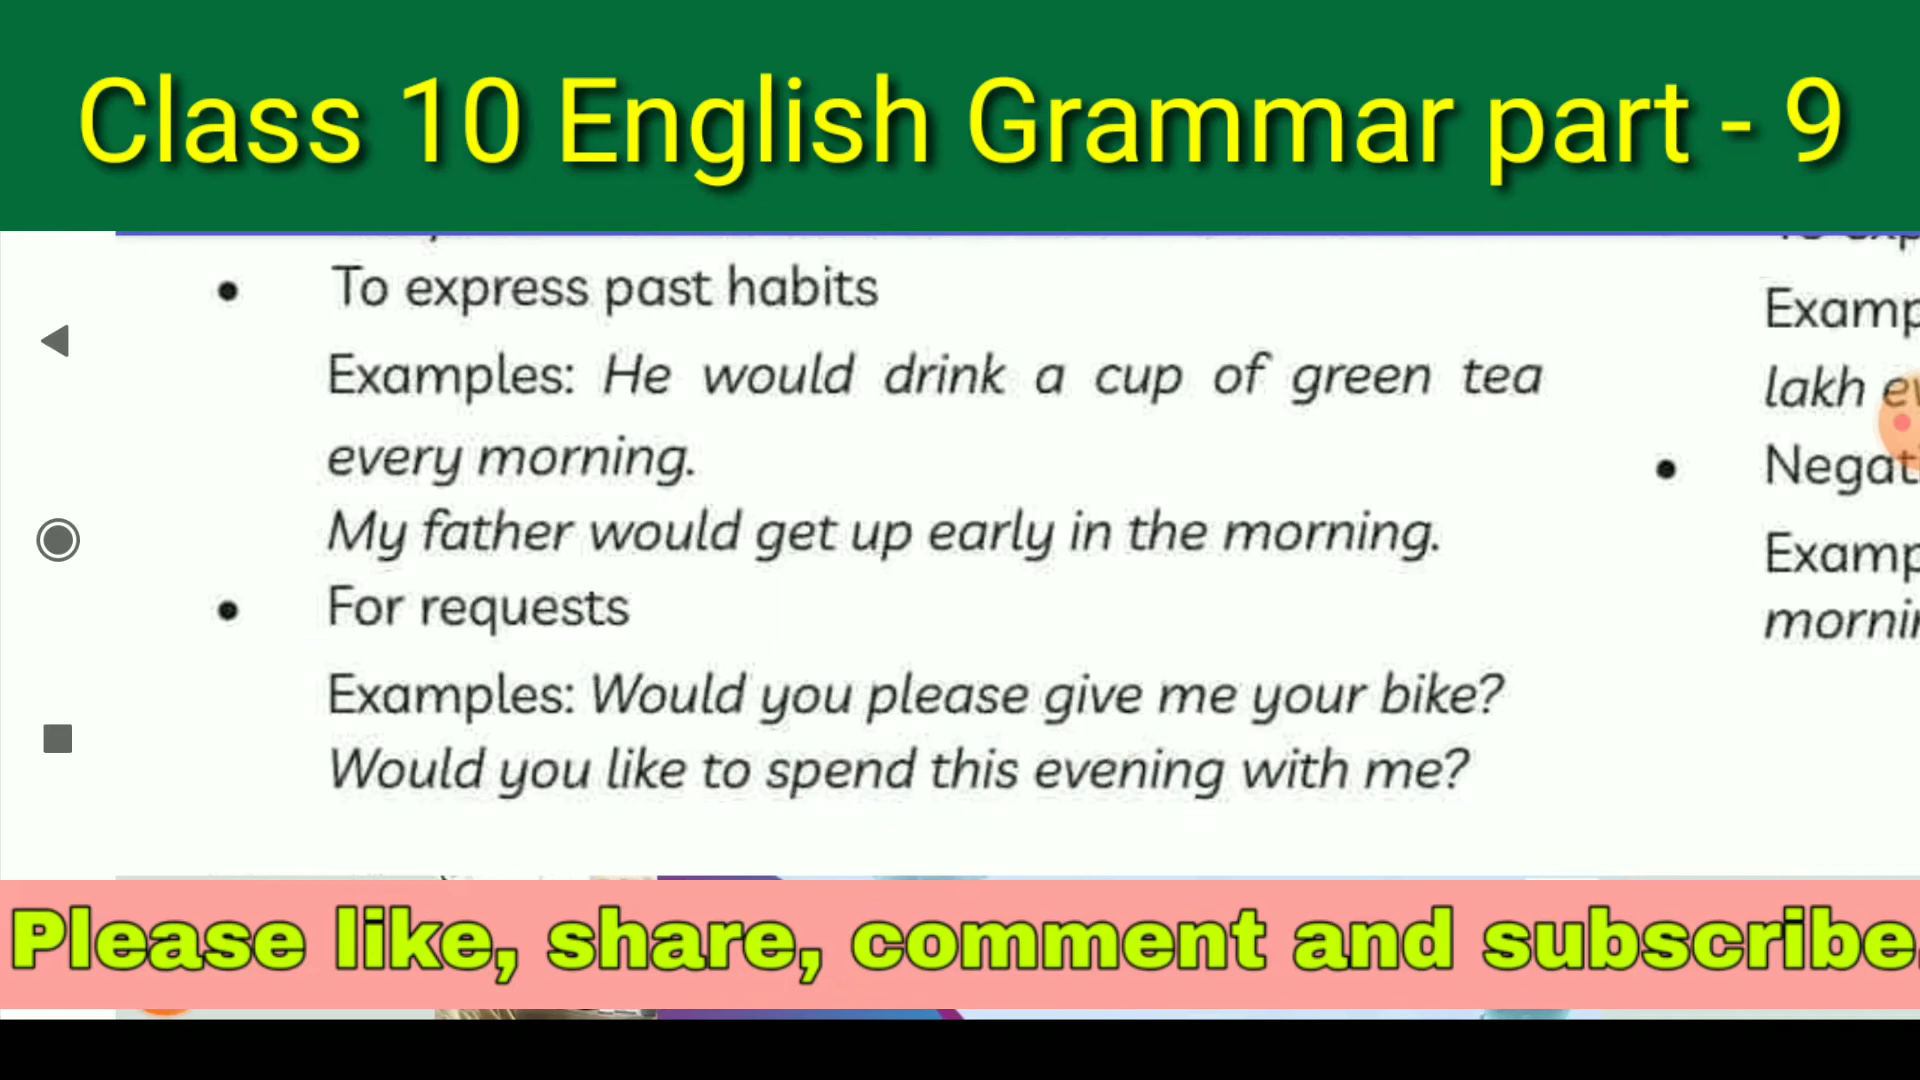 Class 10 English Grammar part - 9
• To express past habits
Examples: He would drink a cup of green tea
every morning.
My father would get up early in the morning.
• For requests
Examples: Would you please give me your bike?
Would you like to spend this evening with me?
lakh
•
Please like, share, comment and subscribe.